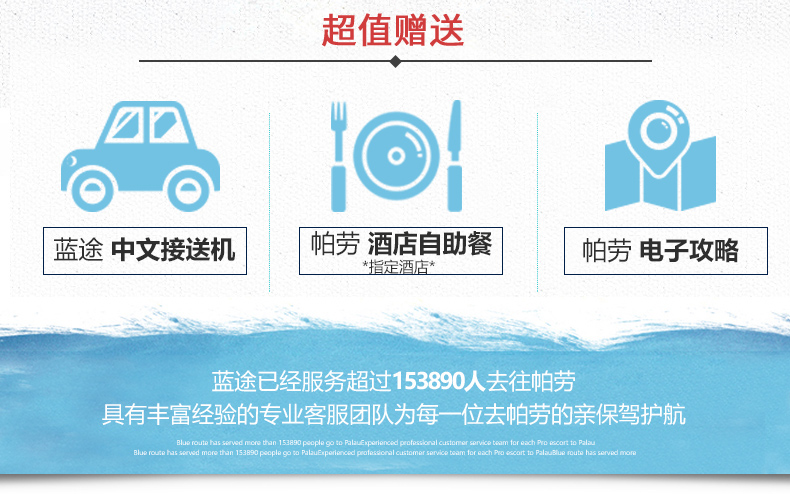 超值赠送
蓝途 中文接送机
帕劳 酒店自助餐
*指定酒店*
帕劳 电子攻略
蓝途已经服务超过153890人去往帕劳
具有丰富经验的专业客服团队为每一位去帕劳的亲保驾护航
Blue route has served more than 153890 people go to PalauExperienced professional customer service team for each Pro escort to Palau
Blue route has served more than 153890 people go to PalauExperienced professional customer service team for each Pro escort to PalauBlue route has served more